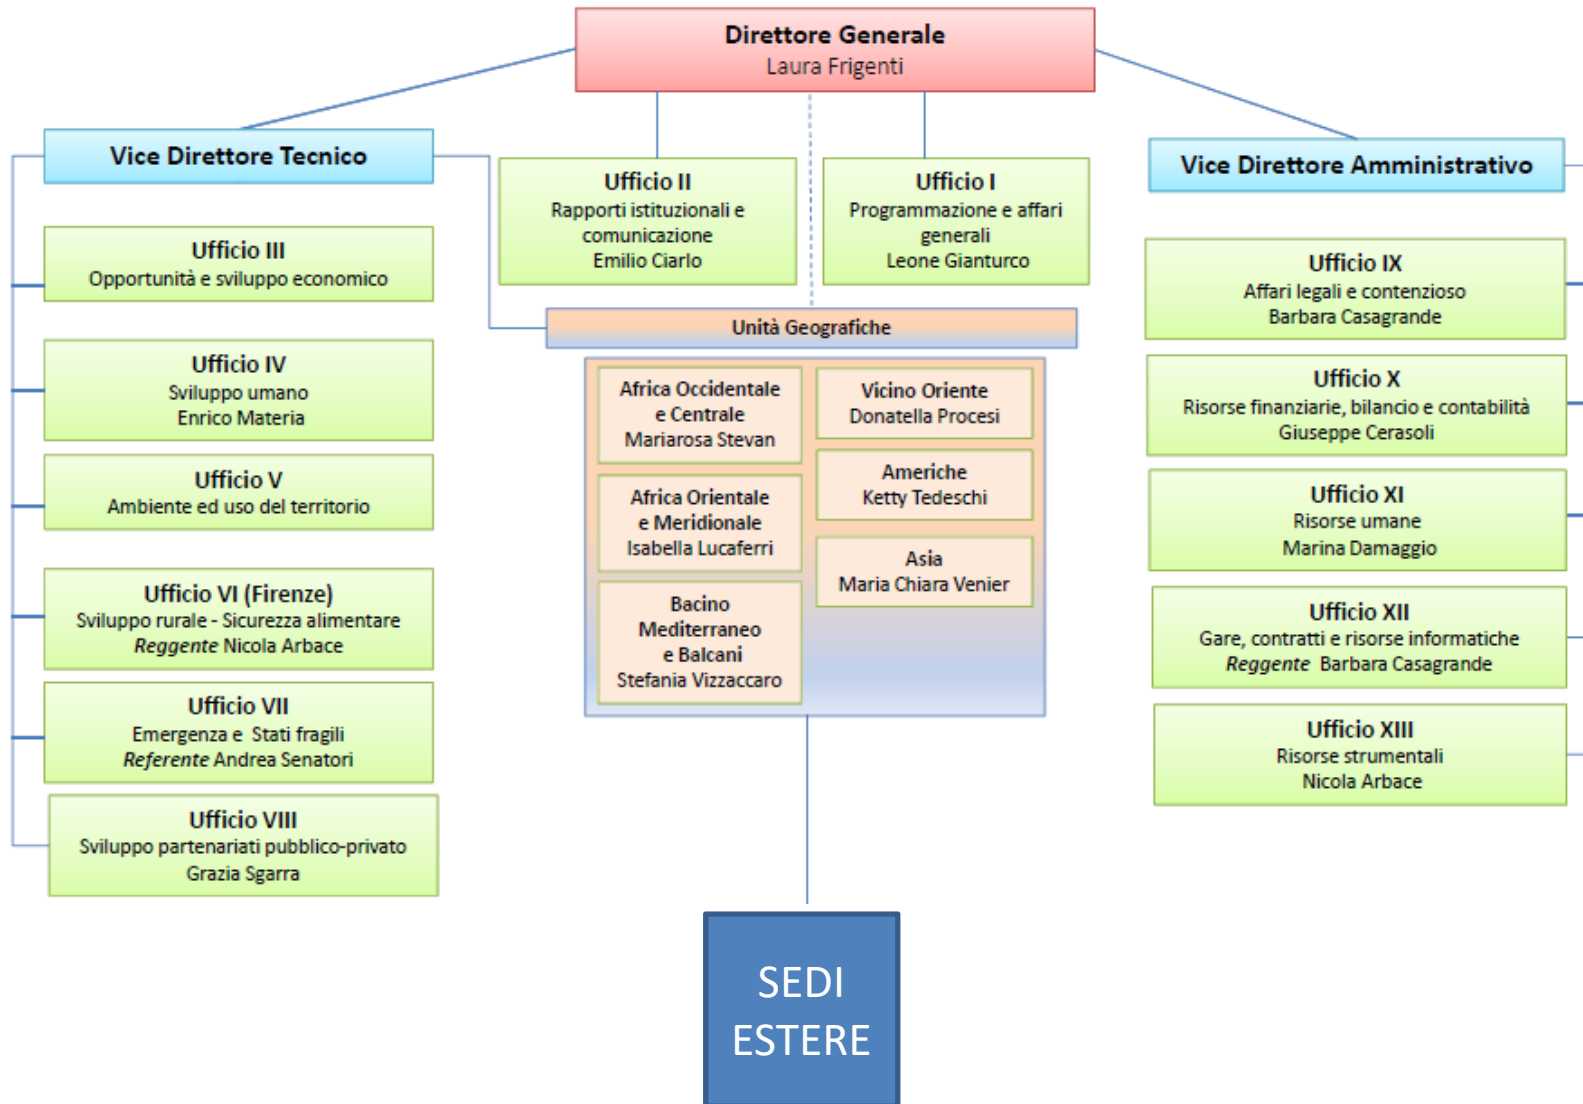 Direttore Generale
Laura Frigenti
Vice Direttore Tecnico
Ufficio III
Opportunità e sviluppo economico
Ufficio IV
Sviluppo umano
Enrico Materia
Ufficio V
Ambiente ed uso del territorio
Ufficio VI (Firenze)
Sviluppo rurale - Sicurezza alimentare
Reggente Nicola Arbace
Ufficio VII
Emergenza e Stati fragili
Referente Andrea Senatori
Ufficio VIII
Sviluppo partenariati pubblico-privato
Grazia Sgarra
Ufficio II
Rapporti istituzionali e
comunicazione
Emilio Ciarlo
Ufficio I
Programmazione e affari
generali
Leone Gianturco
Unità Geografiche
Africa Occidentale
e Centrale
Mariarosa Stevan
Africa Orientale
e Meridionale
Isabella Lucaferri
Bacino
Mediterraneo
e Balcani
Stefania Vizzaccaro
Vicino Oriente
Donatella Procesi
Americhe
Ketty Tedeschi
Asia
Maria Chiara Venier
SEDI
ESTERE
Vice Direttore Amministrativo
Ufficio IX
Affari legali e contenzioso
Barbara Casagrande
Ufficio X
Risorse finanziarie, bilancio e contabilità
Giuseppe Cerasoli
Ufficio XI
Risorse umane
Marina Damaggio
Ufficio XII
Gare, contratti e risorse informatiche
Reggente Barbara Casagrande
Ufficio XIII
Risorse strumentali
Nicola Arbace